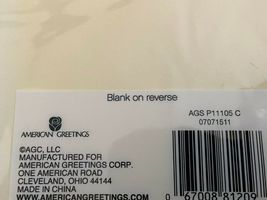 Blank on reverse
AGS P11105 C
07071511
AMERICAN GREETINGS
©AGC, LLC
MANUFACTURED FOR
AMERICAN GREETINGS CORP.
ONE AMERICAN ROAD
CLEVELAND, OHIO 44144
MADE IN CHINA
WWW.AMERICANGREETINGS.COM
0 67008 81209